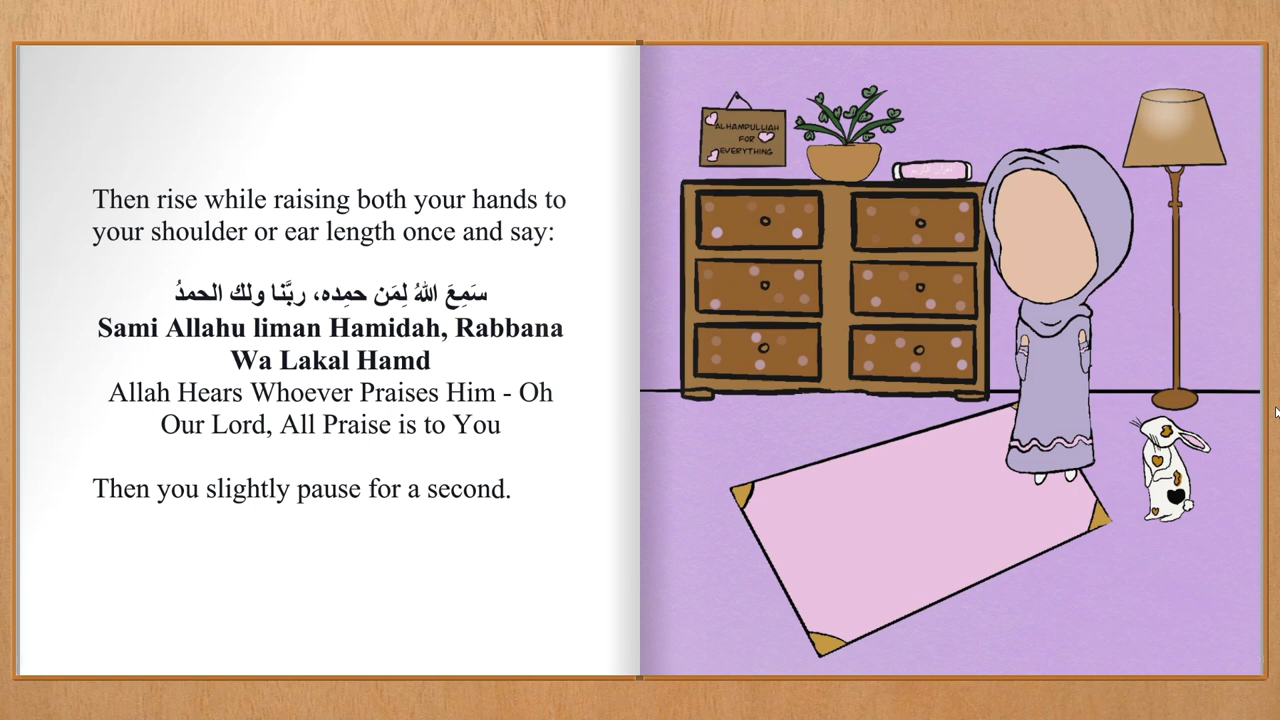 Then rise while raising both your hands to
your shoulder or ear length once and say:
سَمِعَ اللهُ لِمَن حمِده، ربَّنا ولك الحمدُ
Sami Allahu liman Hamidah, Rabbana
Wa Lakal Hamd
Allah Hears Whoever Praises Him - Oh
Our Lord, All Praise is to You
Then you slightly pause for a second.
ALHAMPULLIAH
FOR
EVERYTHING